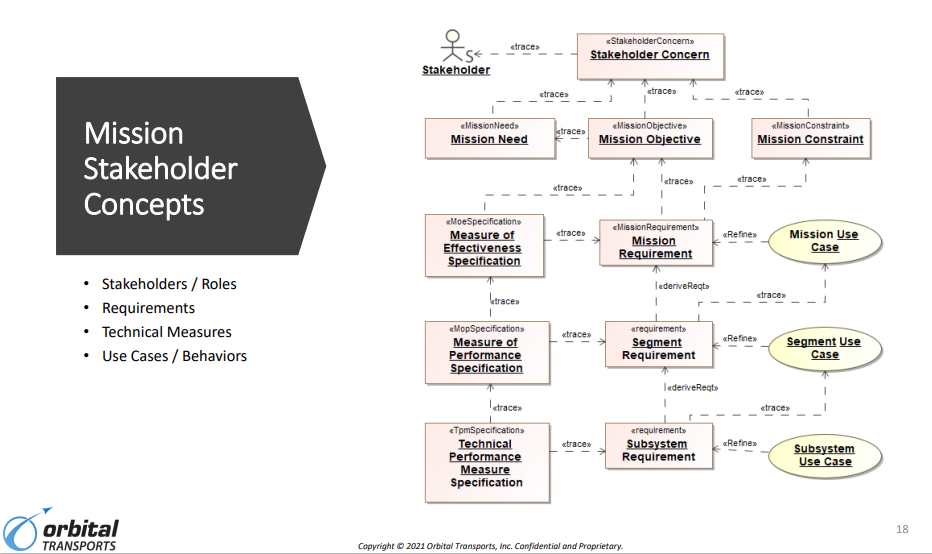 Mission
Stakeholder
Concepts
• Stakeholders / Roles
• Requirements
• Technical Measures
• Use Cases / Behaviors
Stakeholder
S
«trace»
«StakeholderConcern»
Stakeholder Concern
«trace»
«trace»
«trace»
«MissionNeed»
Mission Need
«trace»
«MissionObjective»
Mission Objective
«MissionConstraint»
Mission Constraint
«trace»
«trace»
«trace»
«MoeSpecification»
Measure of
Effectiveness
Specification
«trace»
«MissionRequirement»
Mission
Requirement
«Refine»
Mission Use
Case
«trace»
«deriveReqt»
«trace»
«MopSpecification»
Measure of
Performance
Specification
«trace»
«requirement»
Segment
Requirement
«Refine»
Segment Use
Case
«trace»
«deriveReqt»
«trace»
«TpmSpecification»
Technical
Performance
Measure
Specification
«trace»
«requirement»
Subsystem
Requirement
«Refine»
Subsystem
Use Case
orbital
TRANSPORTS
Copyright © 2021 Orbital Transports, Inc. Confidential and Proprietary.
18